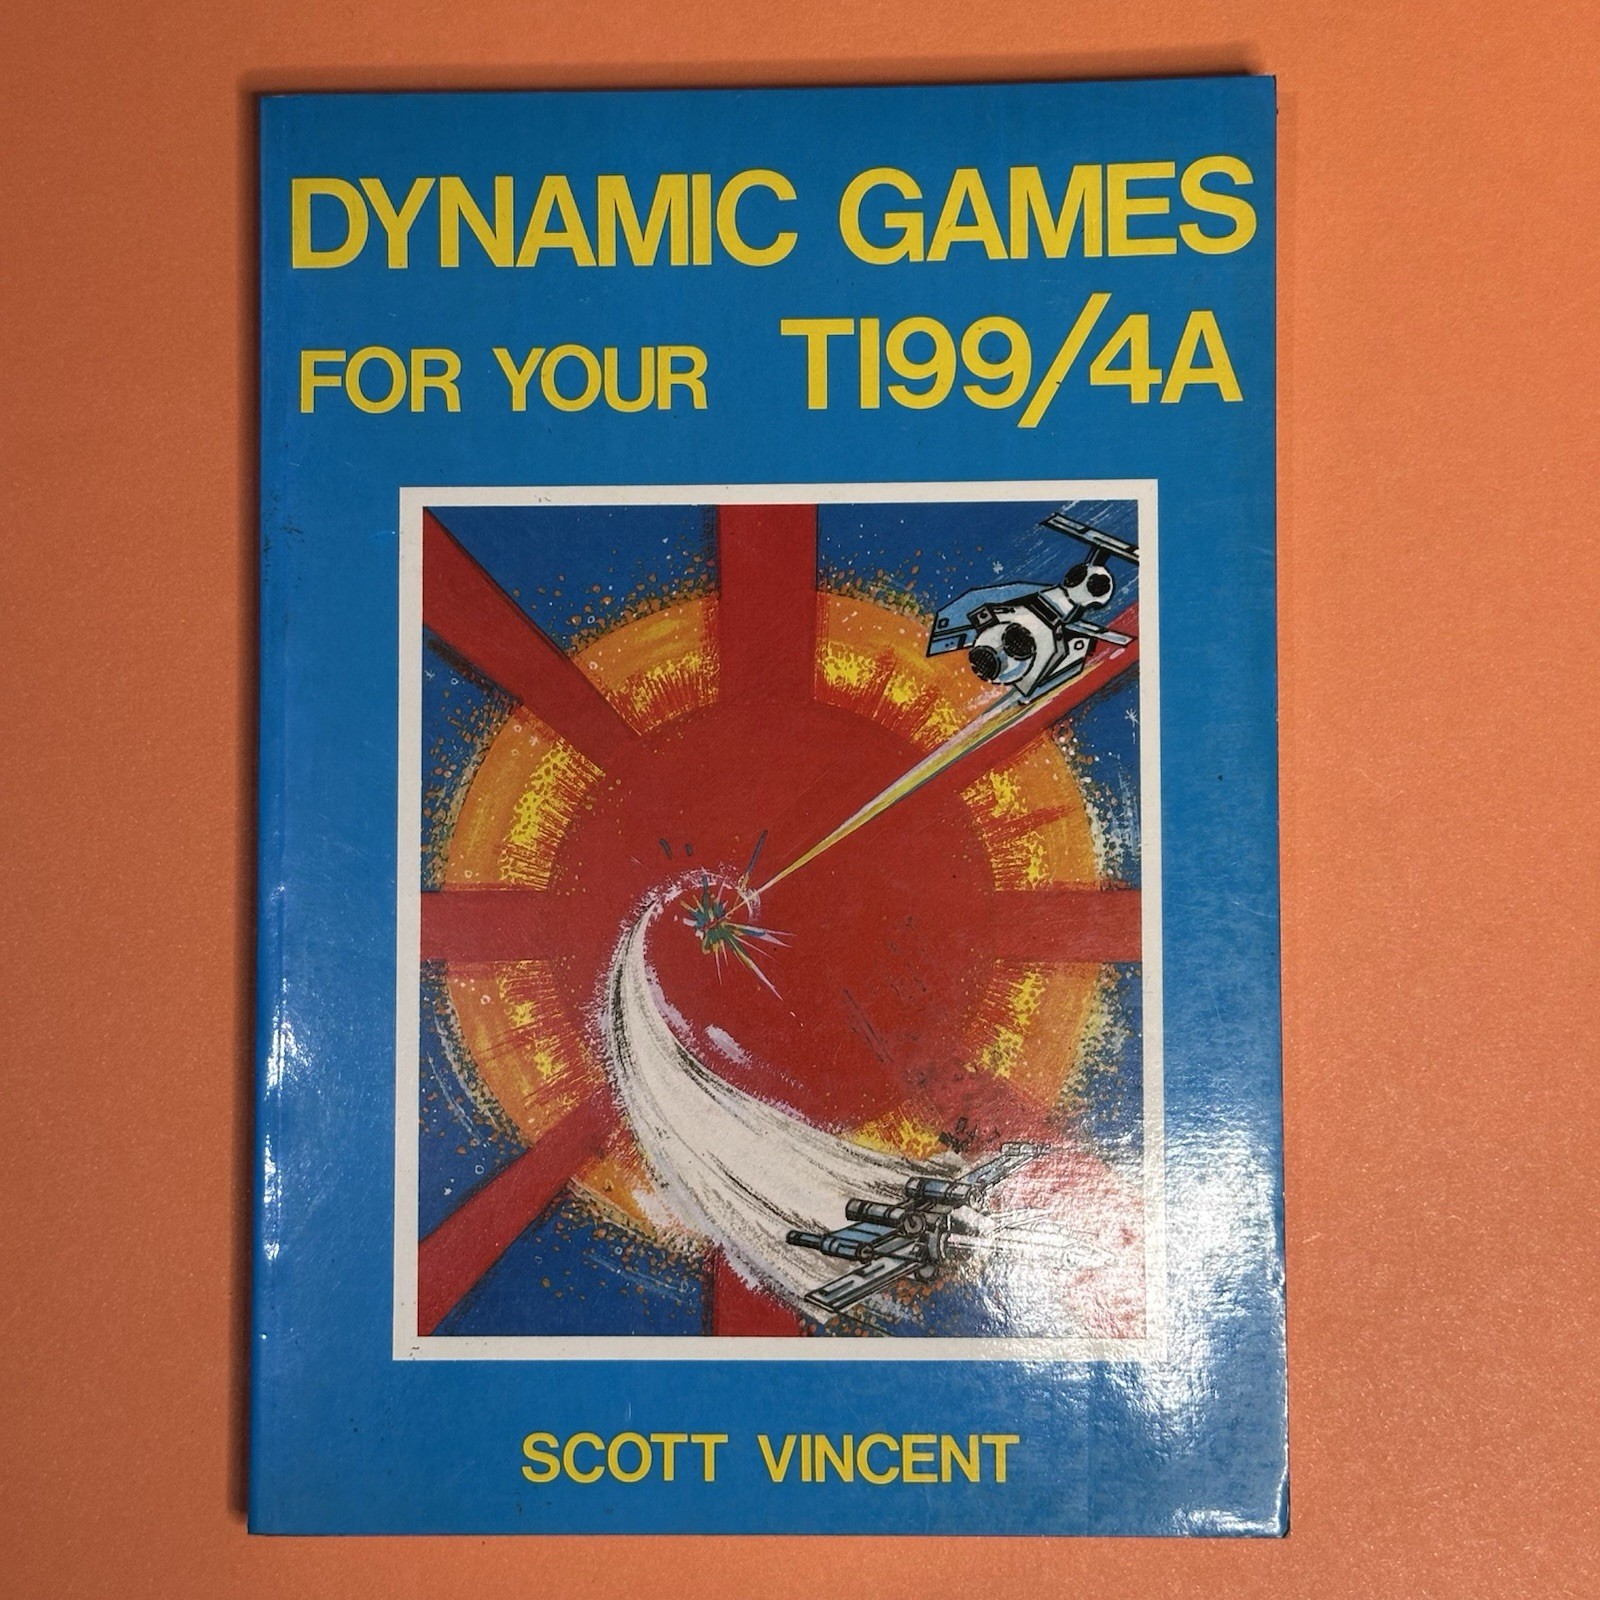 DYNAMIC GAMES
FOR YOUR TI99/4A
SCOTT VINCENT